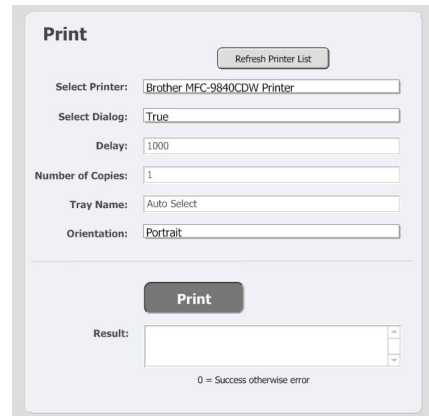 Print
Refresh Printer List
Select Printer: Brother MFC-9840CDW Printer
Select Dialog: True
Delay: 1000
Number of Copies: 1
Tray Name: Auto Select
Orientation: Portrait
Print
Result:
0 = Success otherwise error